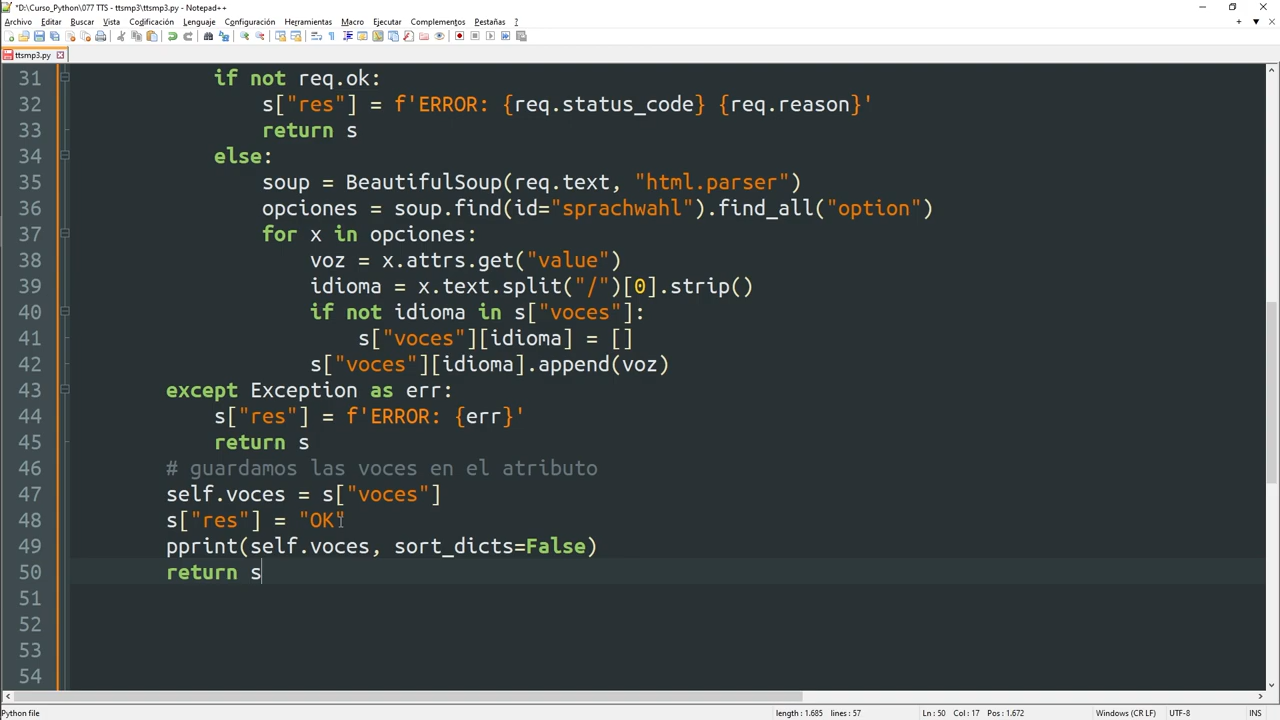 *D:\Curso_Python\077 TTS - ttsmp3\ttsmp3.py - Notepad++
Archivo Editar Buscar Vista Codificación Lenguaje Configuración Herramientas Macro Ejecutar Complementos Pestañas ?
ttsmp3.py
31 if not req.ok:
32 s["res"] = f'ERROR: {req.status_code} {req.reason}'
33 return s
34 else:
35 soup = BeautifulSoup(req.text, "html.parser")
36 opciones = soup.find(id="sprachwahl").find_all("option")
37 for x in opciones:
38 voz = x.attrs.get("value")
39 idioma = x.text.split("/")[0].strip()
40 if not idioma in s["voces"]:
41 s["voces"][idioma] = []
42 s["voces"][idioma].append(voz)
43 except Exception as err:
44 s["res"] = f'ERROR: {err}'
45 return s
46 # guardamos las voces en el atributo
47 self.voces = s["voces"]
48 s["res"] = "OK"
49 pprint(self.voces, sort_dicts=False)
50 return s
51
52
53
54
Python file length : 1.685 lines : 57 Ln : 50 Col : 17 Pos : 1.672 Windows (CR LF) UTF-8 INS